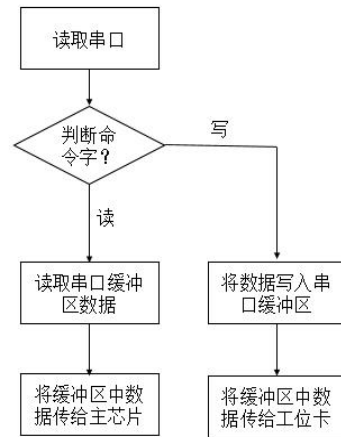 读取串口
判断命
令字？
写
读
读取串口缓冲
区数据
将数据写入串
口缓冲区
将缓冲区中数
据传给主芯片
将缓冲区中数
据传给工位卡